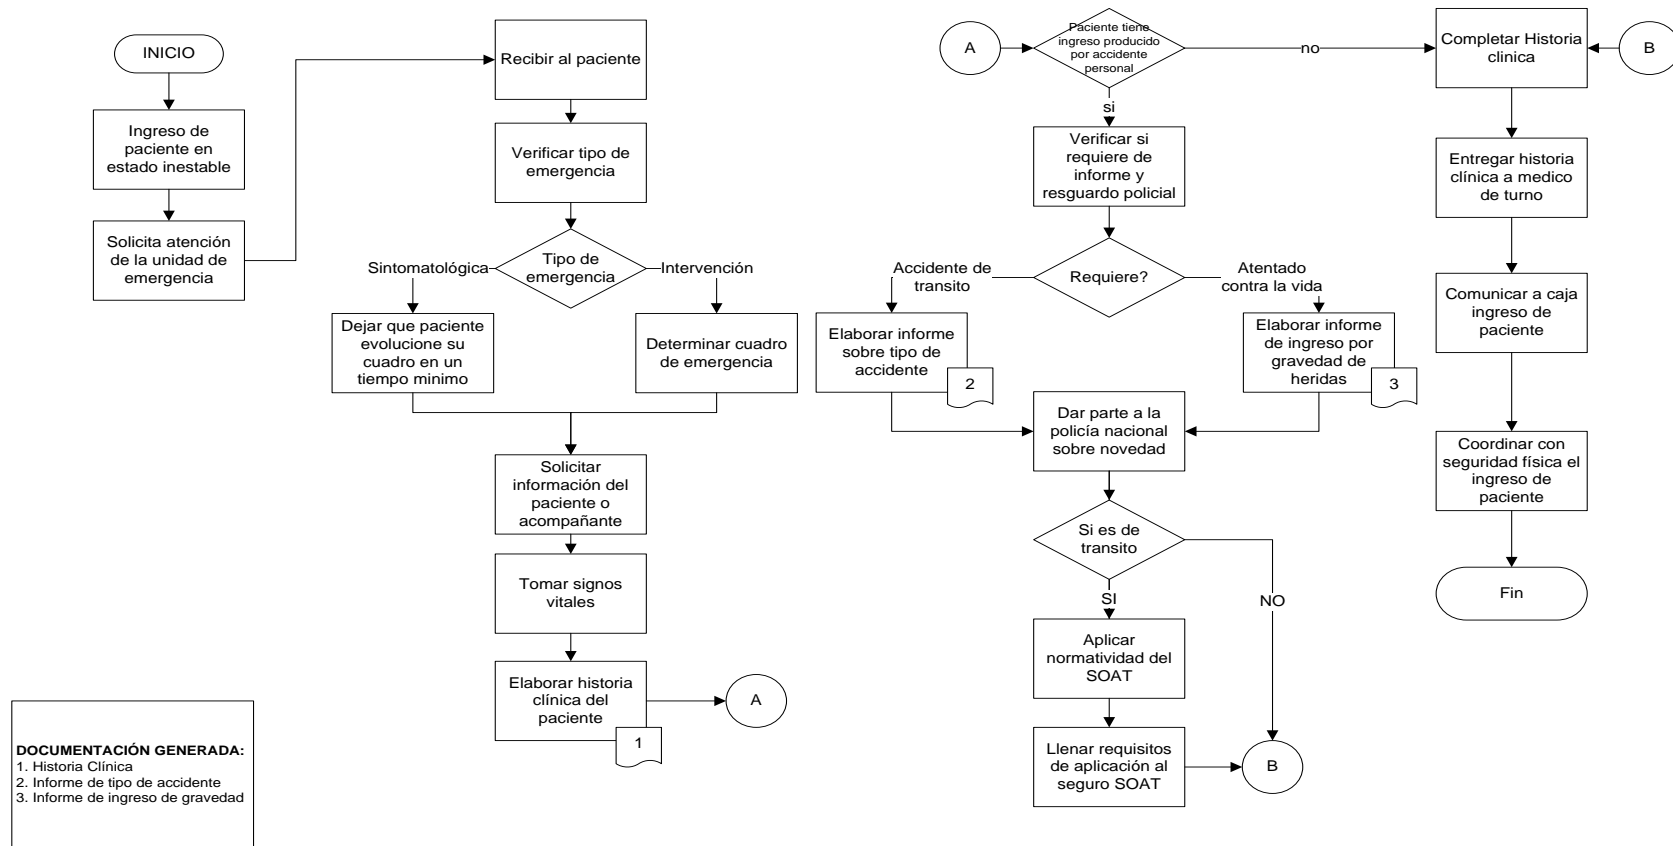 INICIO
Ingreso de
paciente en
estado inestable
Solicita atención
de la unidad de
emergencia
Recibir al paciente
Verificar tipo de
emergencia
Tipo de
emergencia
Sintomatológica
Intervención
Dejar que paciente
evolucione su
cuadro en un
tiempo minimo
Determinar cuadro
de emergencia
Solicitar
información del
paciente o
acompañante
Tomar signos
vitales
Elaborar historia
clínica del
paciente
1
A
DOCUMENTACIÓN GENERADA:
1. Historia Clínica
2. Informe de tipo de accidente
3. Informe de ingreso de gravedad
A
Paciente tiene
ingreso producido
por accidente
personal
no
si
Verificar si
requiere de
informe y
resguardo policial
Requiere?
Accidente de
transito
Atentado
contra la vida
Elaborar informe
sobre tipo de
accidente
2
Elaborar informe
de ingreso por
gravedad de
heridas
3
Dar parte a la
policía nacional
sobre novedad
Si es de
transito
SI
NO
Aplicar
normatividad del
SOAT
Llenar requisitos
de aplicación al
seguro SOAT
B
Completar Historia
clinica
B
Entregar historia
clínica a medico
de turno
Comunicar a caja
ingreso de
paciente
Coordinar con
seguridad física el
ingreso de
paciente
Fin